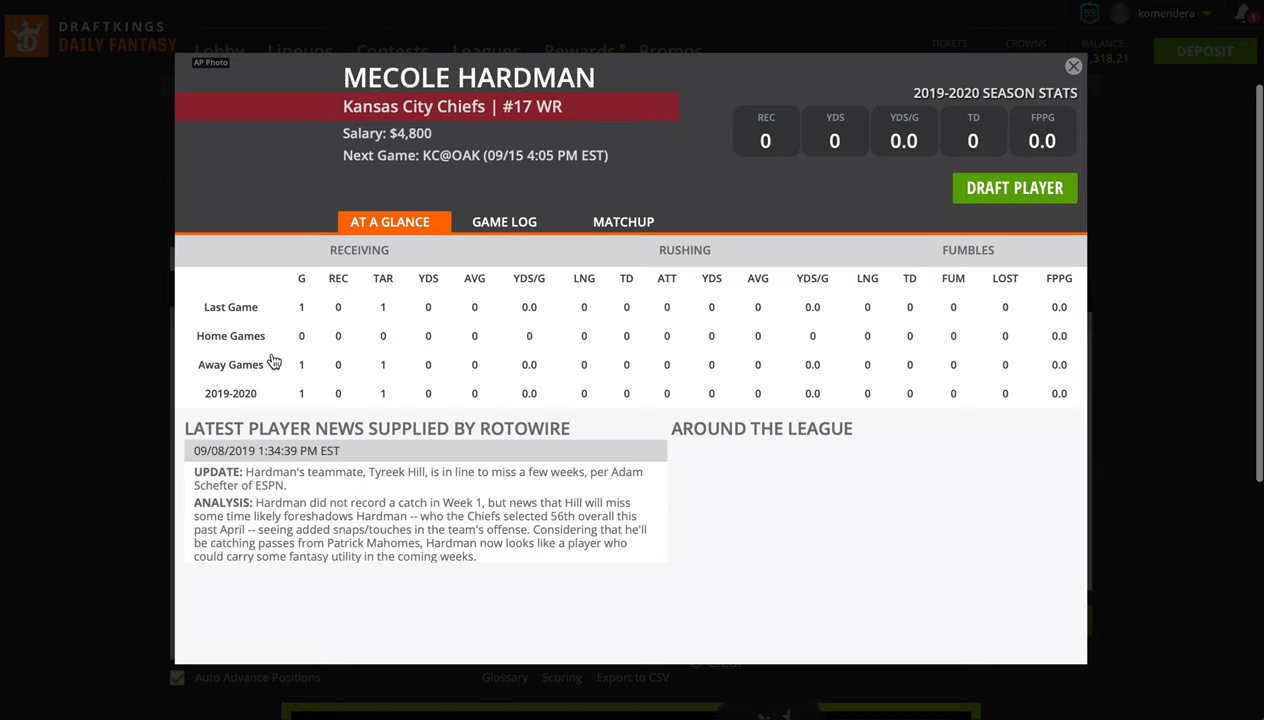 DRAFTKINGS
DAILY FANTASY
Lobby Lineups Contests Leagues Rewards Promos
komendera
1
TICKETS CROWNS BALANCE
,318.21
DEPOSIT
AP Photo
MECOLE HARDMAN
Kansas City Chiefs | #17 WR
Salary: $4,800
Next Game: KC@OAK (09/15 4:05 PM EST)
2019-2020 SEASON STATS
REC YDS YDS/G TD FPPG
0 0 0.0 0 0.0
DRAFT PLAYER
AT A GLANCE GAME LOG MATCHUP
RECEIVING RUSHING FUMBLES
G REC TAR YDS AVG YDS/G LNG TD ATT YDS AVG YDS/G LNG TD FUM LOST FPPG
Last Game 1 0 1 0 0 0.0 0 0 0 0 0 0.0 0 0 0 0 0.0
Home Games 0 0 0 0 0 0 0 0 0 0 0 0 0 0 0 0 0.0
Away Games 1 0 1 0 0 0.0 0 0 0 0 0 0.0 0 0 0 0 0.0
2019-2020 1 0 1 0 0 0.0 0 0 0 0 0 0.0 0 0 0 0 0.0
LATEST PLAYER NEWS SUPPLIED BY ROTOWIRE
09/08/2019 1:34:39 PM EST
UPDATE: Hardman's teammate, Tyreek Hill, is in line to miss a few weeks, per Adam
Schefter of ESPN.
ANALYSIS: Hardman did not record a catch in Week 1, but news that Hill will miss
some time likely foreshadows Hardman -- who the Chiefs selected 56th overall this
past April -- seeing added snaps/touches in the team's offense. Considering that he'll
be catching passes from Patrick Mahomes, Hardman now looks like a player who
could carry some fantasy utility in the coming weeks.
AROUND THE LEAGUE
Auto Advance Positions
Glossary Scoring Export to CSV